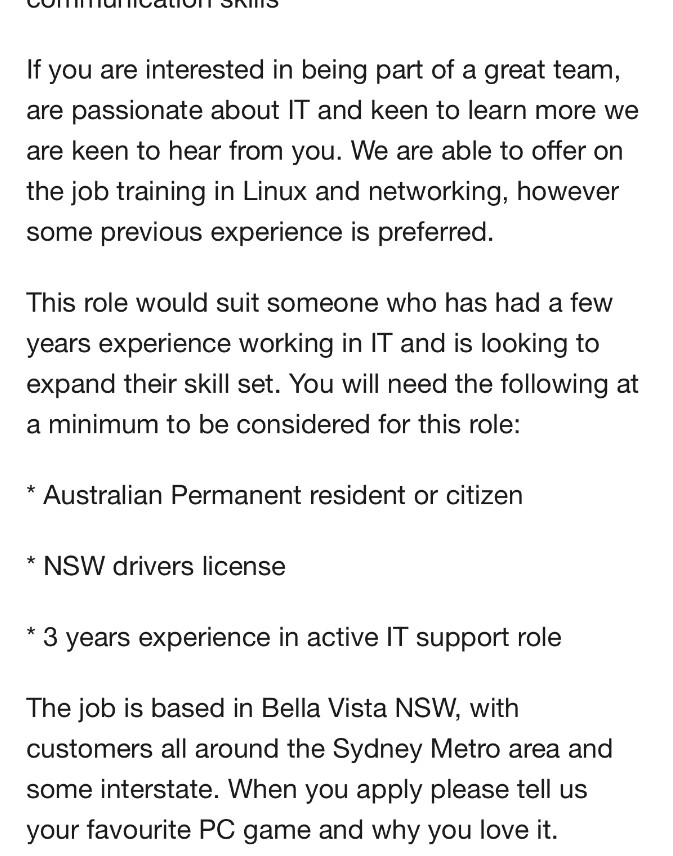 communication skills
If you are interested in being part of a great team,
are passionate about IT and keen to learn more we
are keen to hear from you. We are able to offer on
the job training in Linux and networking, however
some previous experience is preferred.
This role would suit someone who has had a few
years experience working in IT and is looking to
expand their skill set. You will need the following at
a minimum to be considered for this role:
* Australian Permanent resident or citizen
* NSW drivers license
* 3 years experience in active IT support role
The job is based in Bella Vista NSW, with
customers all around the Sydney Metro area and
some interstate. When you apply please tell us
your favourite PC game and why you love it.